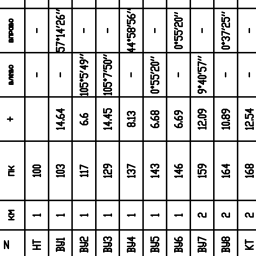 N КМ ПК + ВЛЕВО ВПРАВО
НТ 1 100 - -
ВУ1 1 103 14.64 - 57°14'26"
ВУ2 1 117 6.6 105°5'49" -
ВУ3 1 129 14.45 105°7'50" -
ВУ4 1 137 8.13 - 44°58'56"
ВУ5 1 143 6.68 0°55'20" -
ВУ6 1 146 6.69 - 0°55'20"
ВУ7 2 159 12.09 9°40'57" -
ВУ8 2 164 10.89 - 0°37'25"
КТ 2 168 12.54 - -